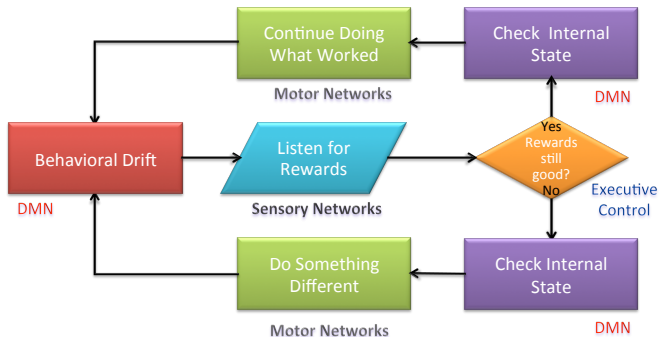 Continue Doing
What Worked
Motor Networks
Check Internal
State
DMN
Behavioral Drift
DMN
Listen for
Rewards
Sensory Networks
Yes
Rewards
still
good?
No
Executive
Control
Do Something
Different
Motor Networks
Check Internal
State
DMN